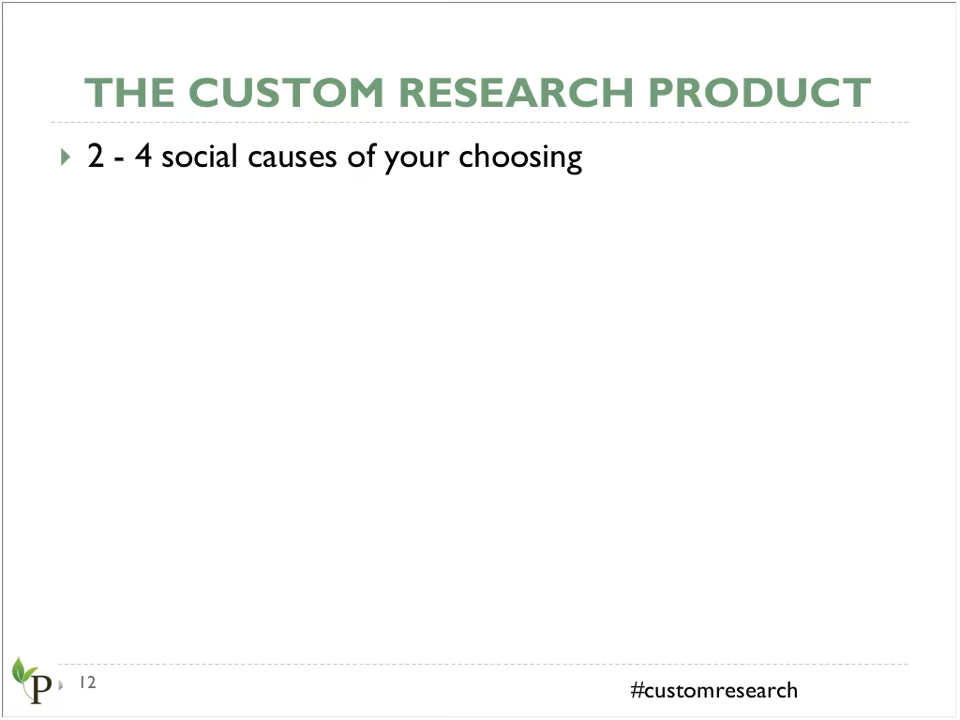 THE CUSTOM RESEARCH PRODUCT
2 - 4 social causes of your choosing
P
12
#customresearch